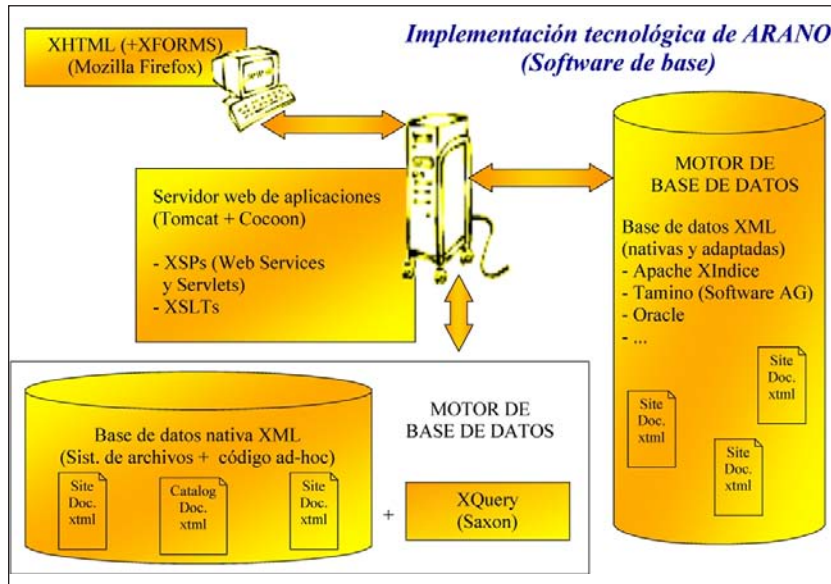 Implementación tecnológica de ARANO
(Software de base)
XHTML (+XFORMS)
(Mozilla Firefox)
Servidor web de aplicaciones
(Tomcat + Cocoon)
- XSPs (Web Services
y Servlets)
- XSLTs
MOTOR DE
BASE DE DATOS
Base de datos XML
(nativas y adaptadas)
- Apache XIndice
- Tamino (Software AG)
- Oracle
- ...
Site
Doc.
xtml
Site
Doc.
xtml
Site
Doc.
xtml
Base de datos nativa XML
(Sist. de archivos + código ad-hoc)
Site
Doc.
xtml
Catalog
Doc.
xtml
Site
Doc.
xtml
MOTOR DE
BASE DE DATOS
+
XQuery
(Saxon)